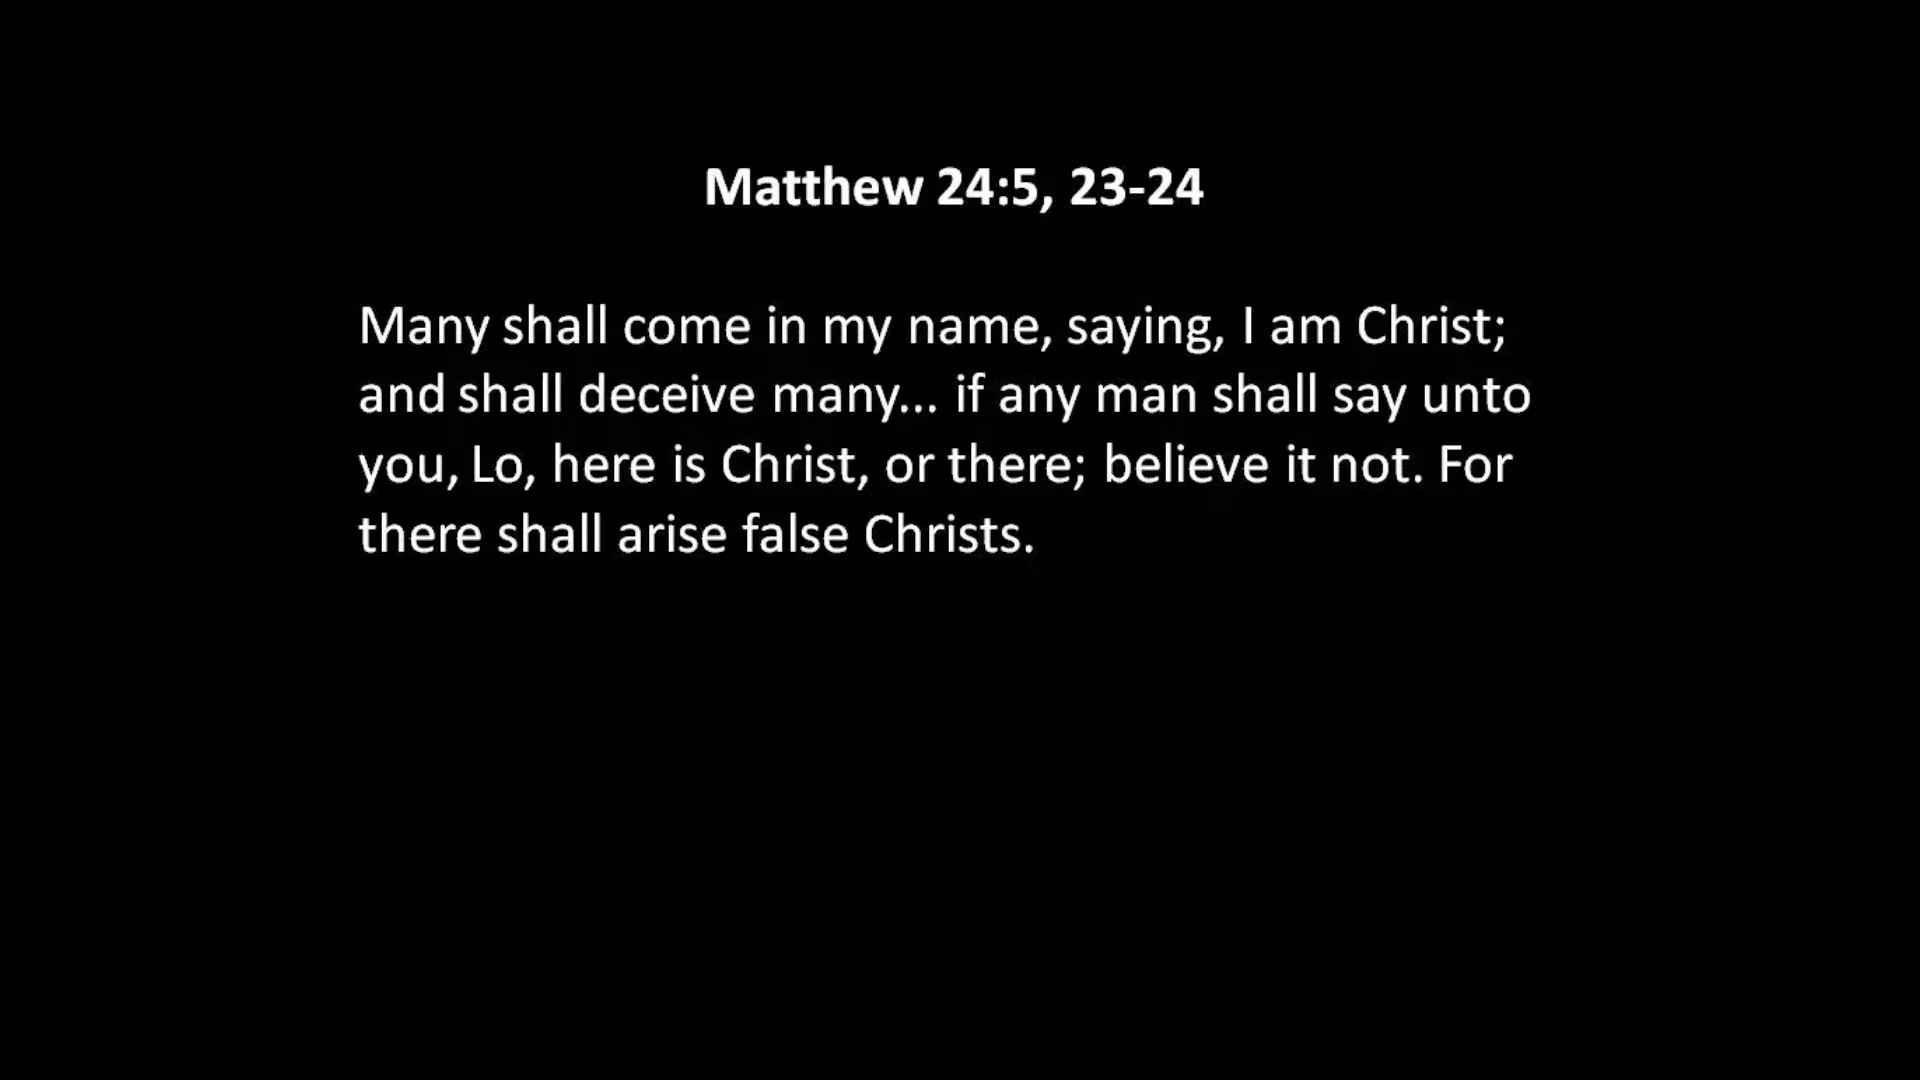 Matthew 24:5, 23-24
Many shall come in my name, saying, I am Christ;
and shall deceive many... if any man shall say unto
you, Lo, here is Christ, or there; believe it not. For
there shall arise false Christs.